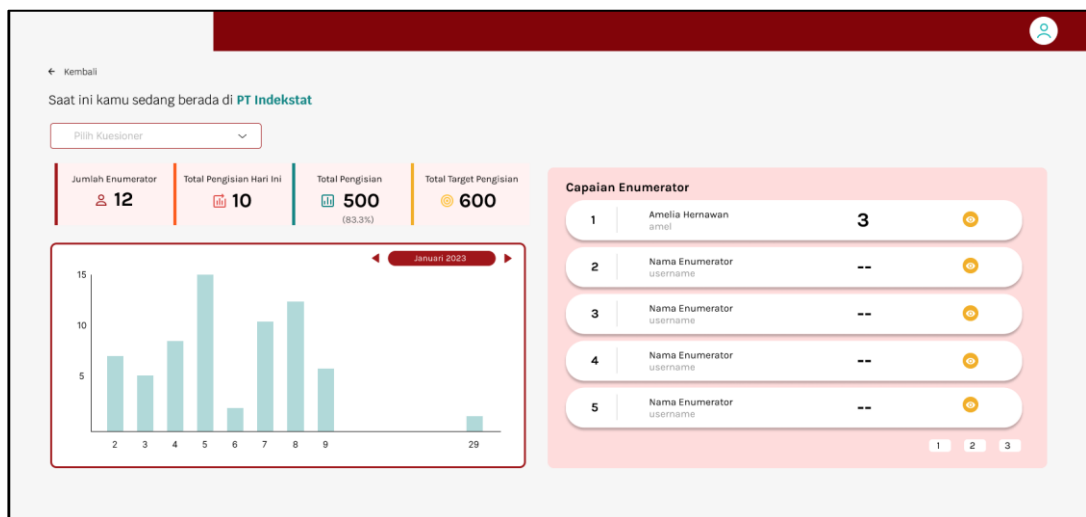 Kembali
Saat ini kamu sedang berada di PT Indekstat
Pilih Kuesioner
Jumlah Enumerator
12
Total Pengisian Hari Ini
10
Total Pengisian
500
(83.3%)
Total Target Pengisian
600
Januari 2023
15
10
5
2 3 4 5 6 7 8 9 29
Capaian Enumerator
1 Amelia Hernawan 3
amel
2 Nama Enumerator --
username
3 Nama Enumerator --
username
4 Nama Enumerator --
username
5 Nama Enumerator --
username
1 2 3